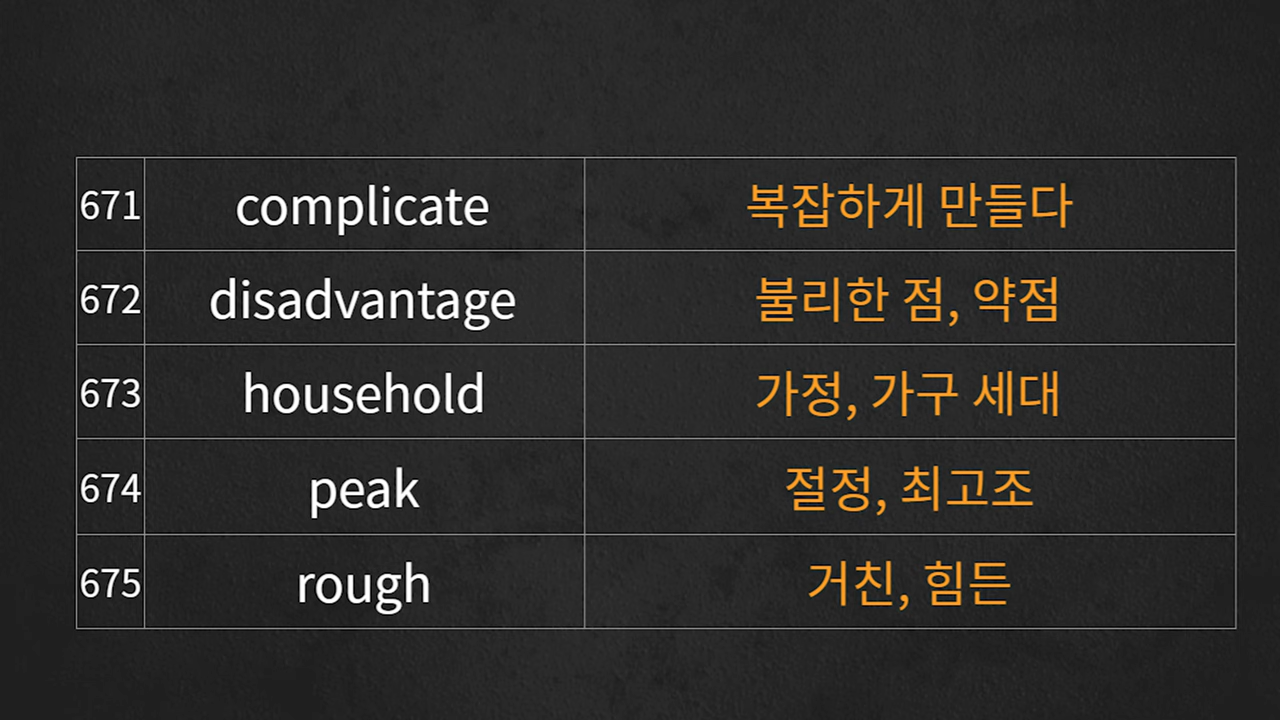 671 complicate 복잡하게 만들다
672 disadvantage 불리한 점, 약점
673 household 가정, 가구 세대
674 peak 절정, 최고조
675 rough 거친, 힘든